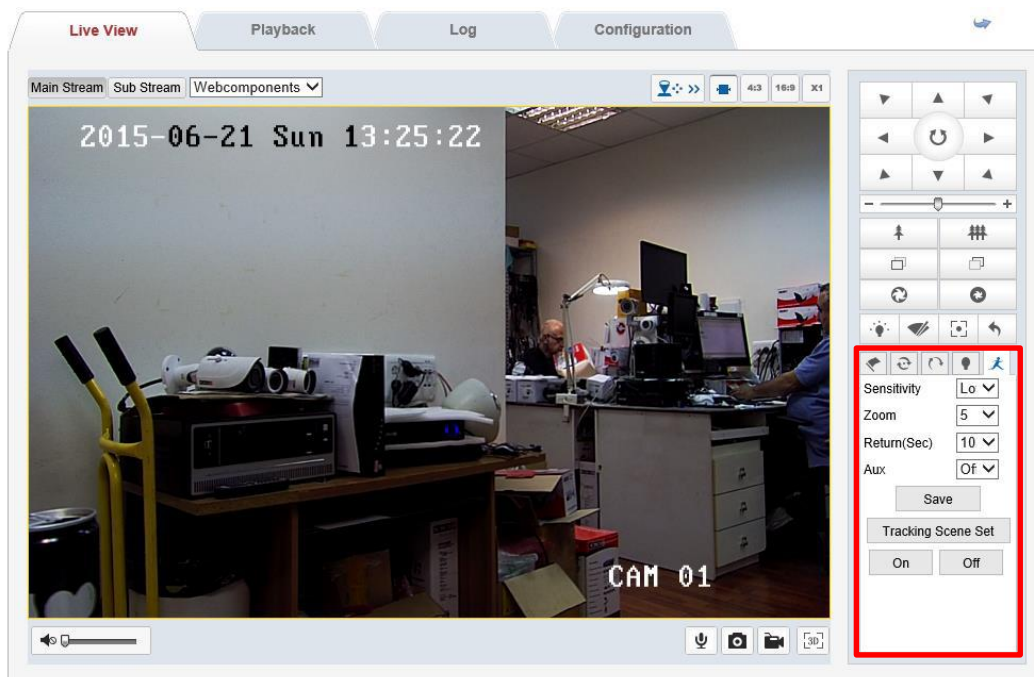 Live View
Playback
Log
Configuration
Main Stream
Sub Stream
Webcomponents
4:3
16:9
X1
2015-06-21 Sun 13:25:22
CAM 01
3D
Sensitivity
Lo
Zoom
5
Return(Sec)
10
Aux
Of
Save
Tracking Scene Set
On
Off